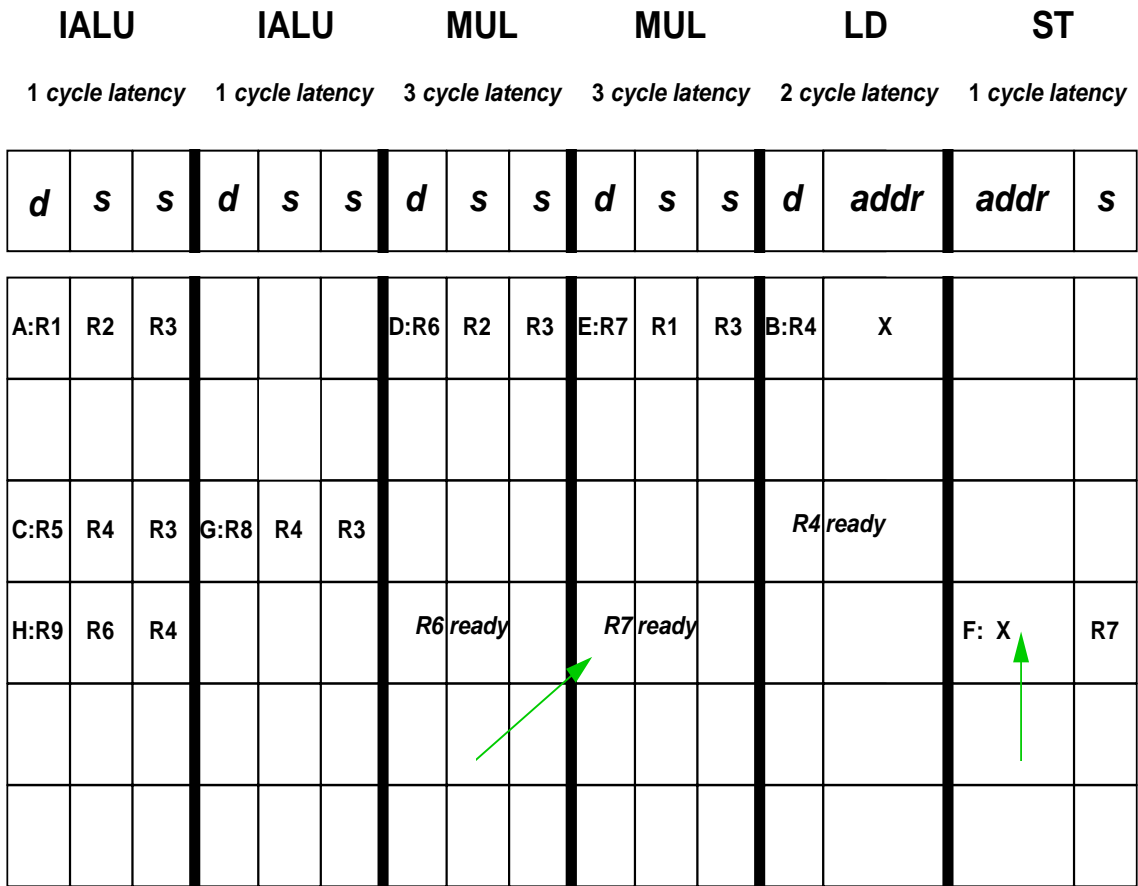 IALU IALU MUL MUL LD ST
1 cycle latency 1 cycle latency 3 cycle latency 3 cycle latency 2 cycle latency 1 cycle latency
d s s d s s d s s d s s d addr addr s
A:R1 R2 R3 D:R6 R2 R3 E:R7 R1 R3 B:R4 X
C:R5 R4 R3 G:R8 R4 R3 R4 ready
H:R9 R6 R4 R6 ready R7 ready F: X R7